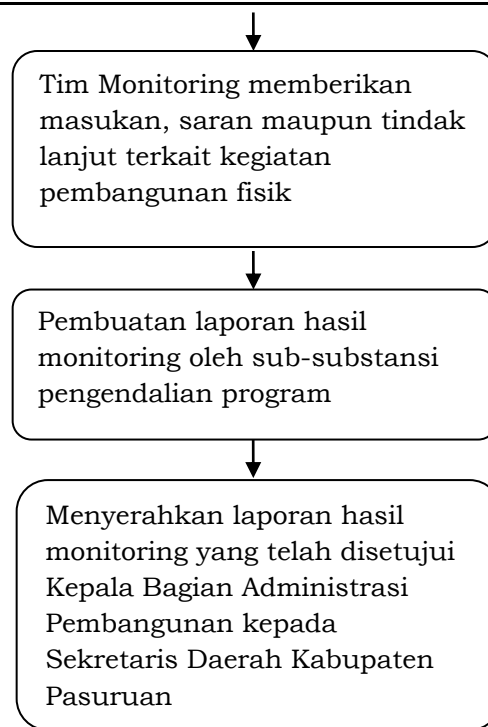 Tim Monitoring memberikan
masukan, saran maupun tindak
lanjut terkait kegiatan
pembangunan fisik
Pembuatan laporan hasil
monitoring oleh sub-substansi
pengendalian program
Menyerahkan laporan hasil
monitoring yang telah disetujui
Kepala Bagian Administrasi
Pembangunan kepada
Sekretaris Daerah Kabupaten
Pasuruan